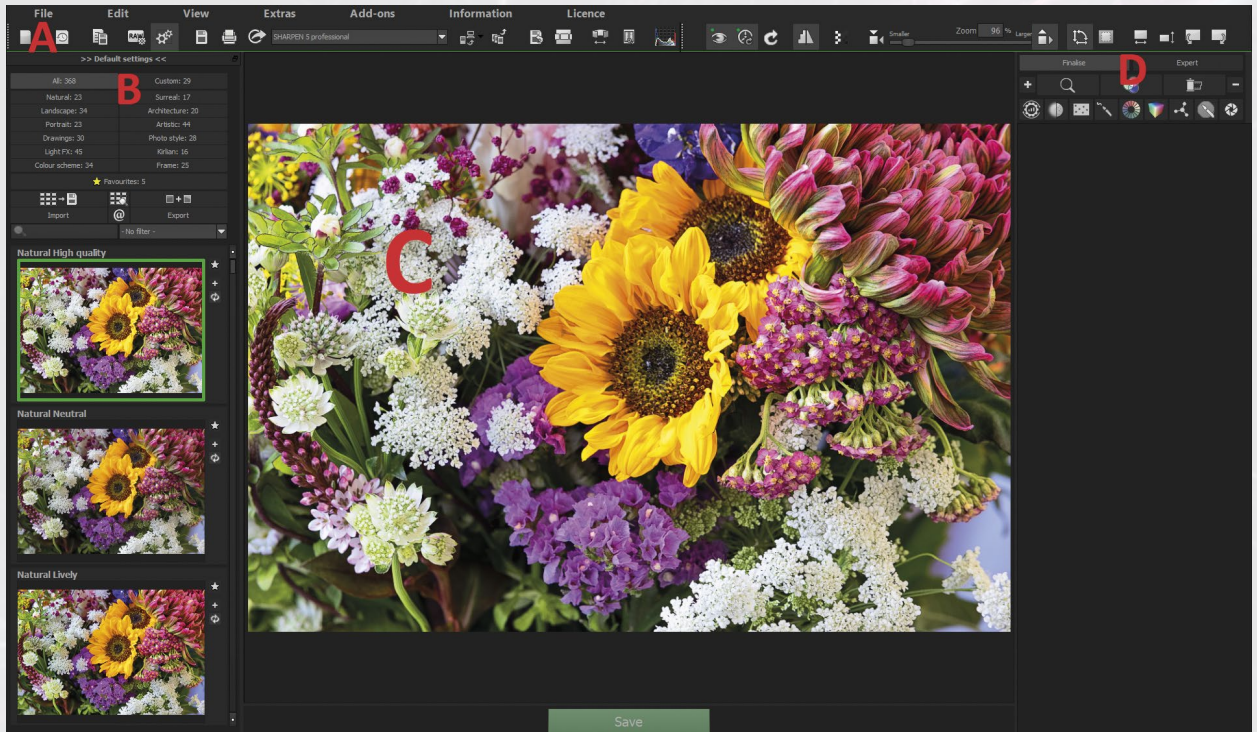 File Edit View Extras Add-ons Information Licence
A RAW SHARPEN 5 professional Smaller Zoom 96 % Larger
>> Default settings <<
Finalise D Expert
All: 368 B Custom: 29
Natural: 23 Surreal: 17
Landscape: 34 Architecture: 20
Portrait: 23 Artistic: 44
Drawings: 30 Photo style: 28
Light FX: 45 Kirlian: 16
Colour scheme: 34 Frame: 25
Favourites: 5
Import @ Export
- No filter -
Natural High quality
C
Natural Neutral
Natural Lively
Save